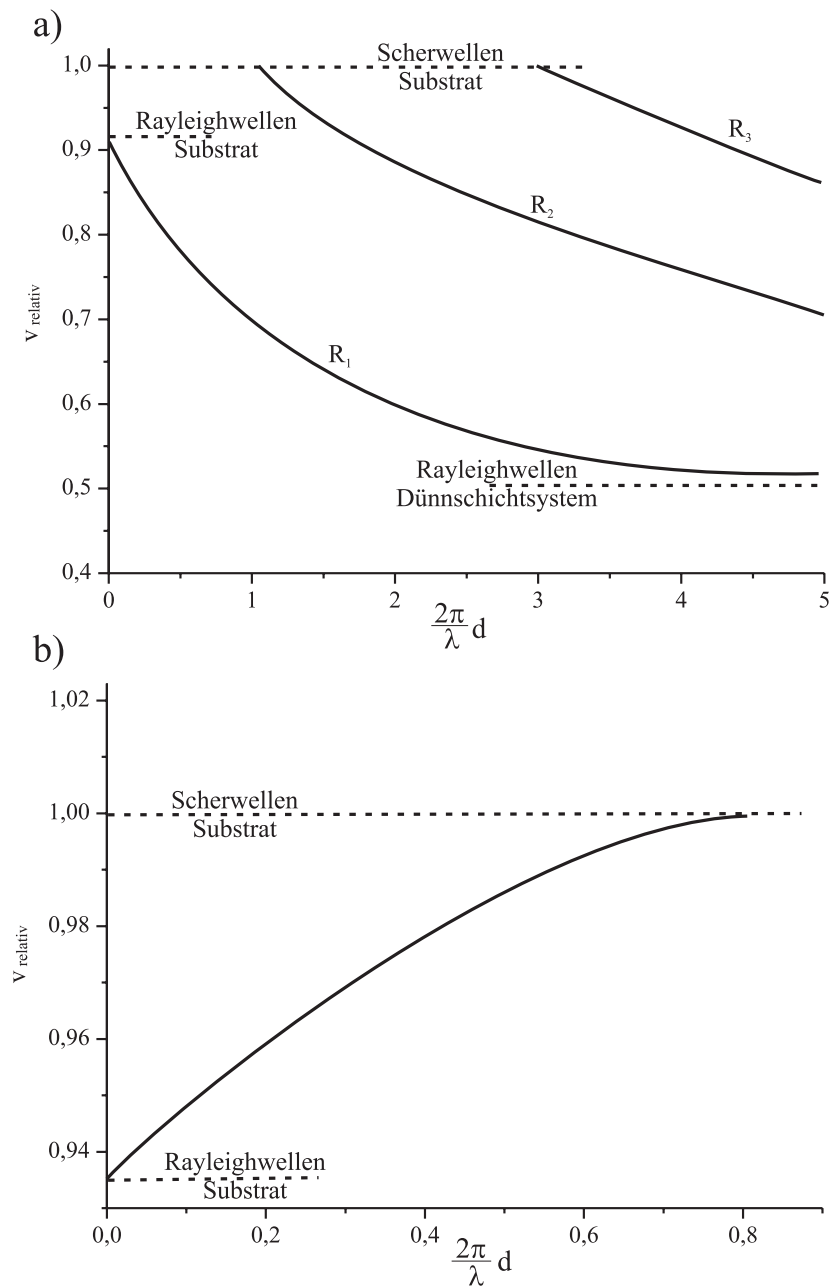 a)
1,0
0,9
0,8
0,7
0,6
0,5
0,4
v relativ
Scherwellen
Substrat
Rayleighwellen
Substrat
R3
R2
R1
Rayleighwellen
Dünnschichtsystem
0 1 2 3 4 5
2π/λ d
b)
1,02
1,00
0,98
0,96
0,94
v relativ
Scherwellen
Substrat
Rayleighwellen
Substrat
0,0 0,2 0,4 0,6 0,8
2π/λ d